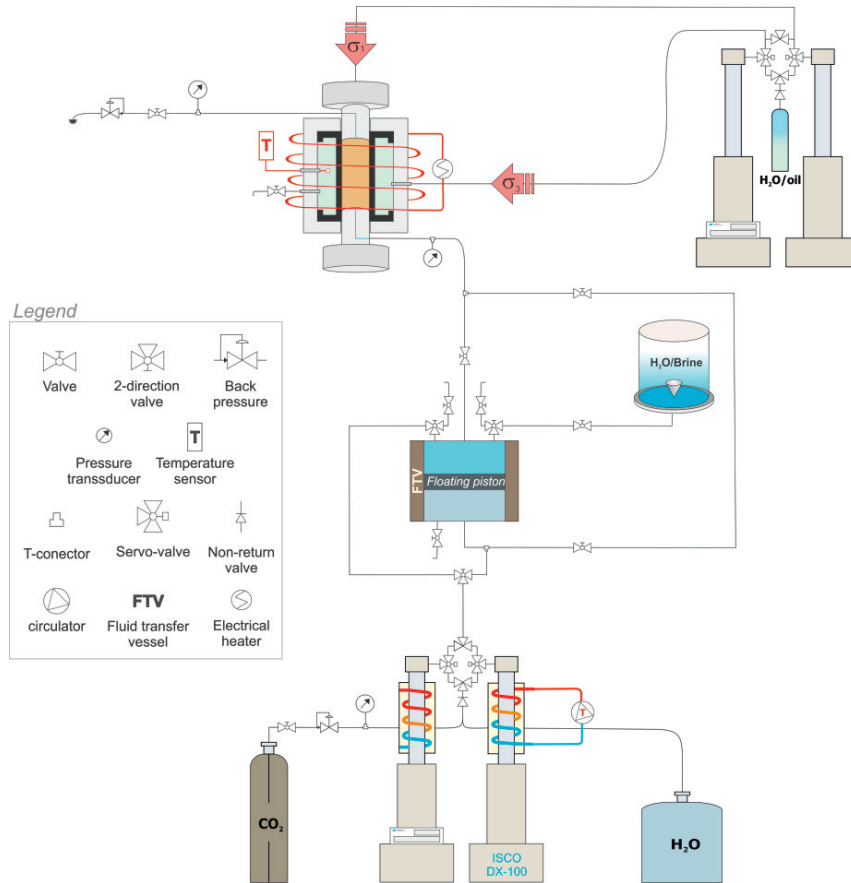 σ₁
T
σ₃
H₂O/oil
Legend
Valve
2-direction
valve
Back
pressure
T
Pressure
transsducer
Temperature
sensor
T-conector
Servo-valve
Non-return
valve
FTV
circulator
Fluid transfer
vessel
Electrical
heater
H₂O/Brine
FTV
Floating piston
T
CO₂
ISCO
DX-100
H₂O